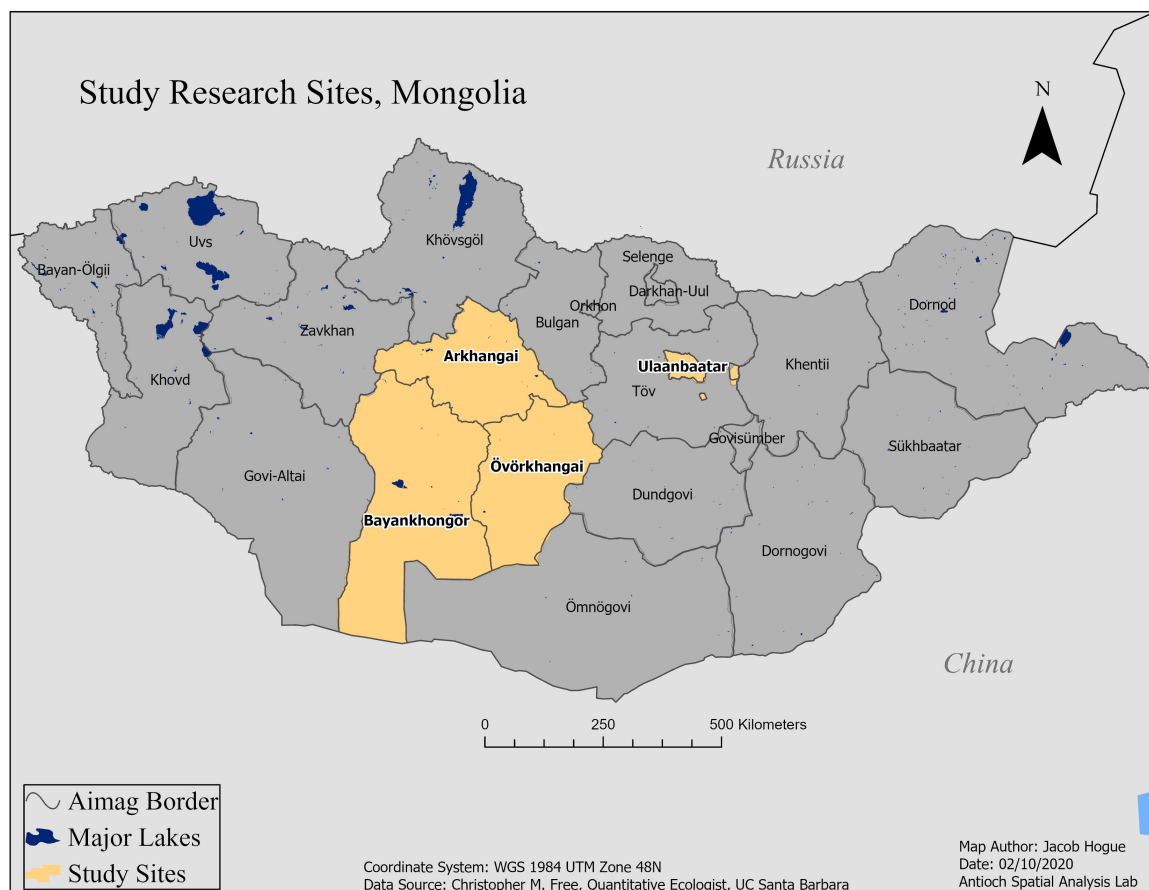 Study Research Sites, Mongolia
N
Russia
Khövsgöl
Uvs
Bayan-Ölgii
Selenge
Darkhan-Uul
Orkhon
Bulgan
Dornod
Zavkhan
Arkhangai
Ulaanbaatar
Khentii
Khovd
Töv
Govisümber
Sükhbaatar
Govi-Altai
Övörkhangai
Dundgovi
Bayankhongor
Dornogovi
Ömnögovi
China
0 250 500 Kilometers
Aimag Border
Major Lakes
Study Sites
Coordinate System: WGS 1984 UTM Zone 48N
Data Source: Christopher M. Free, Quantitative Ecologist, UC Santa Barbara
Map Author: Jacob Hogue
Date: 02/10/2020
Antioch Spatial Analysis Lab